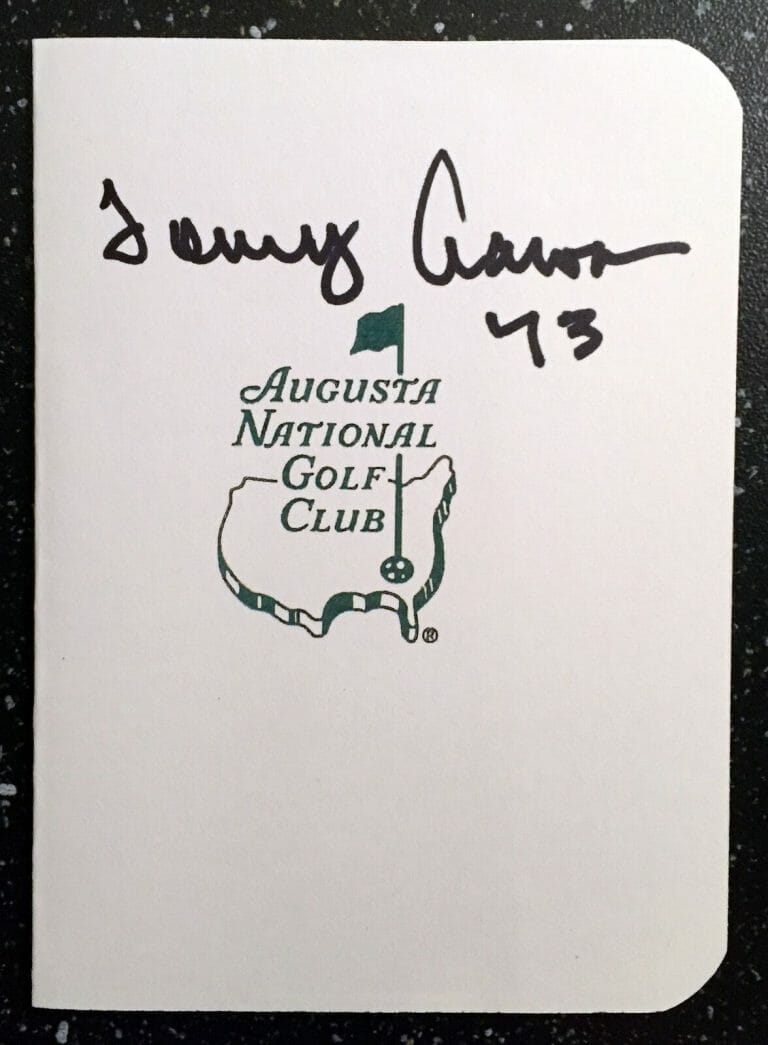 Tommy Aaron
73
AUGUSTA
NATIONAL
GOLF
CLUB
®